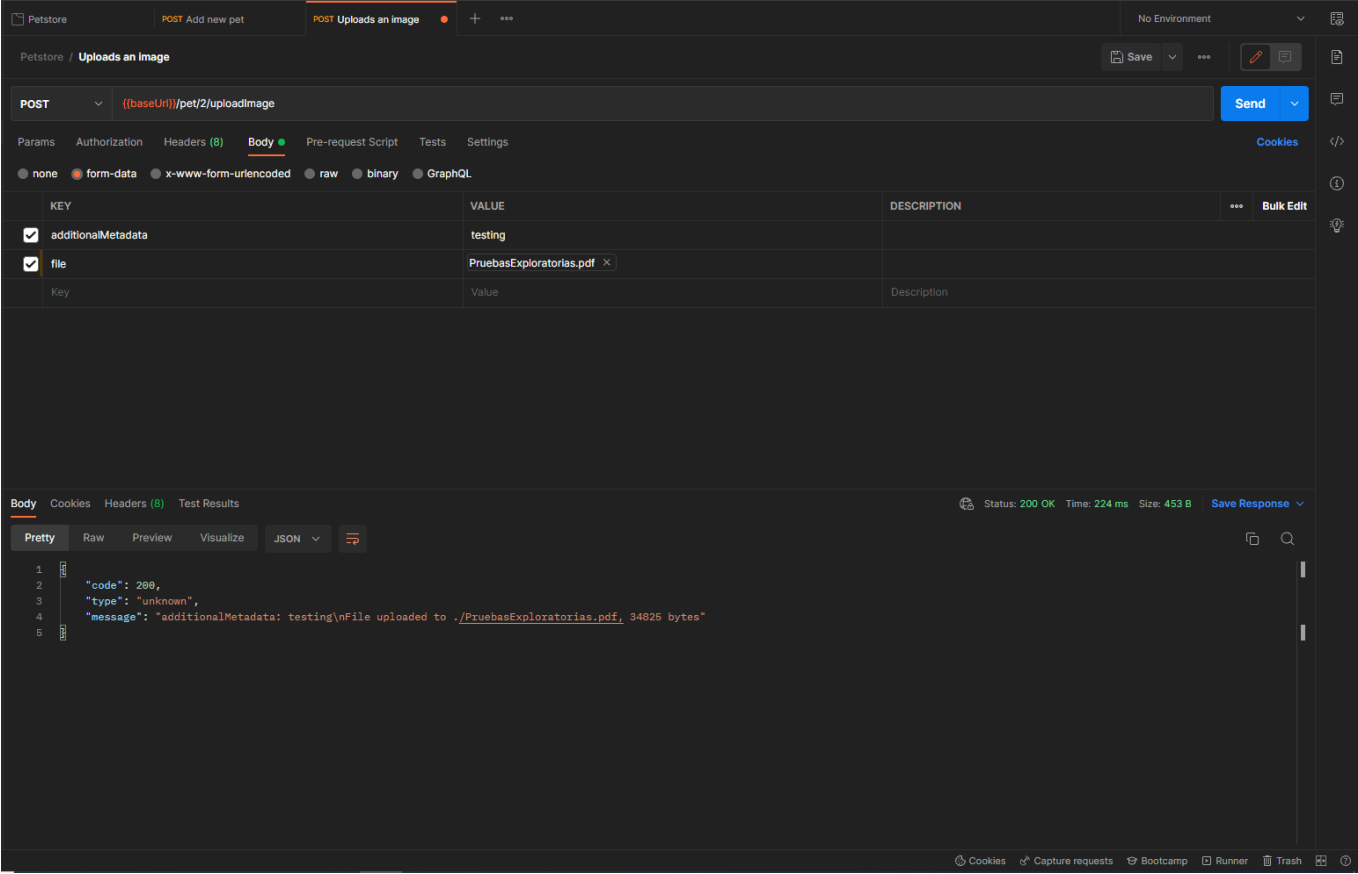 Petstore POST Add new pet POST Uploads an image No Environment
Petstore / Uploads an image Save
POST {{baseUrl}}/pet/2/uploadImage Send
Params Authorization Headers (8) Body Pre-request Script Tests Settings Cookies
none form-data x-www-form-urlencoded raw binary GraphQL
KEY VALUE DESCRIPTION Bulk Edit
additionalMetadata testing
file PruebasExploratorias.pdf
Key Value Description
Body Cookies Headers (8) Test Results Status: 200 OK Time: 224 ms Size: 453 B Save Response
Pretty Raw Preview Visualize JSON
1 {
2 "code": 200,
3 "type": "unknown",
4 "message": "additionalMetadata: testing\nFile uploaded to ./PruebasExploratorias.pdf, 34825 bytes"
5 }
Cookies Capture requests Bootcamp Runner Trash